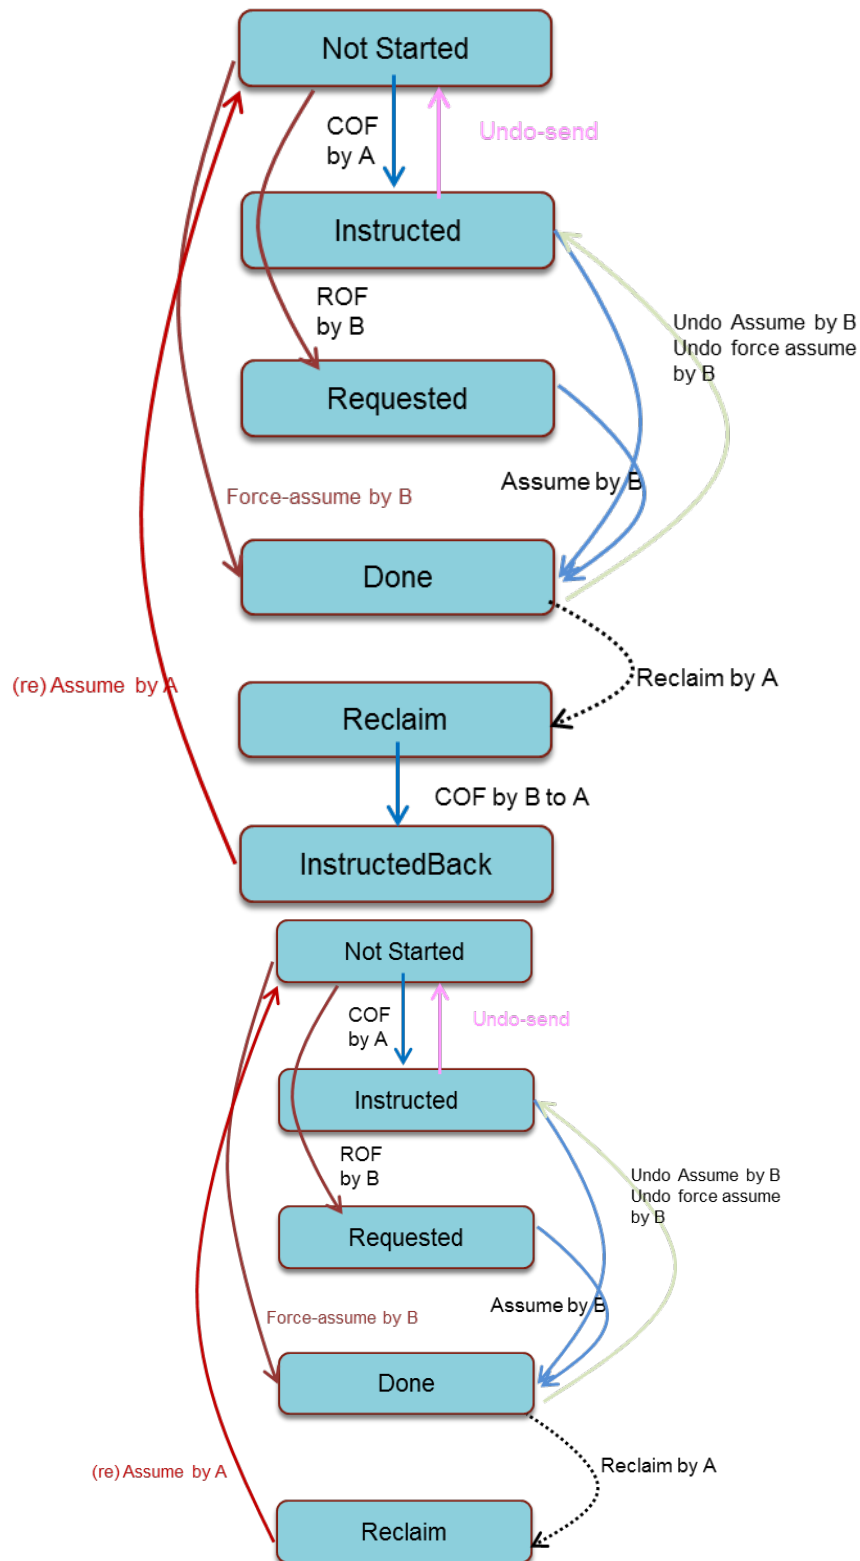 Not Started
COF
by A
Undo-send
Instructed
ROF
by B
Undo Assume by B
Undo force assume
by B
Requested
Assume by B
Force-assume by B
Done
(re) Assume by A
Reclaim by A
Reclaim
COF by B to A
InstructedBack
Not Started
COF
by A
Undo-send
Instructed
ROF
by B
Undo Assume by B
Undo force assume
by B
Requested
Assume by B
Force-assume by B
Done
(re) Assume by A
Reclaim by A
Reclaim